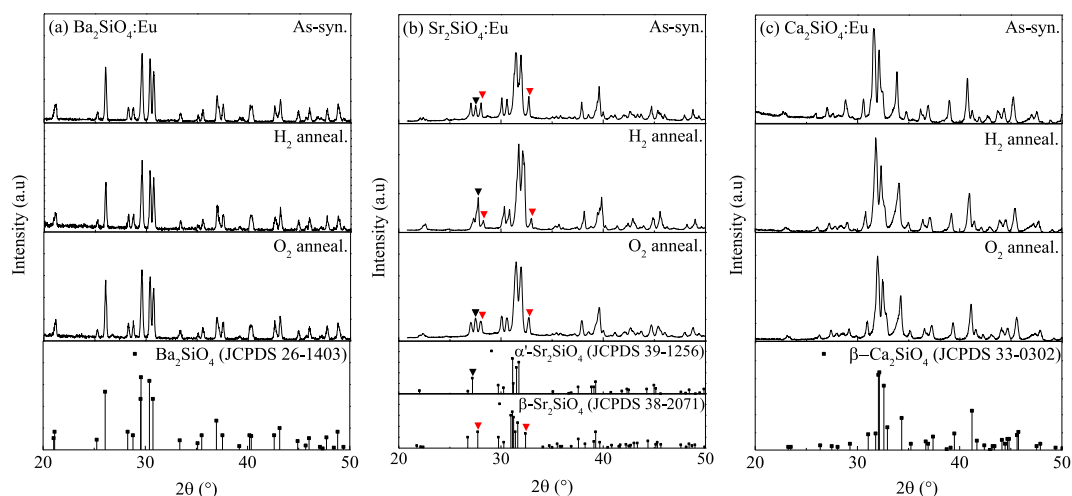 (a) Ba₂SiO₄:Eu As-syn.
H₂ anneal.
O₂ anneal.
Ba₂SiO₄ (JCPDS 26-1403)
Intensity (a.u)
20 30 40 50
2θ (°)
(b) Sr₂SiO₄:Eu As-syn.
H₂ anneal.
O₂ anneal.
α'-Sr₂SiO₄ (JCPDS 39-1256)
β-Sr₂SiO₄ (JCPDS 38-2071)
Intensity (a.u)
20 30 40 50
2θ (°)
(c) Ca₂SiO₄:Eu As-syn.
H₂ anneal.
O₂ anneal.
β–Ca₂SiO₄ (JCPDS 33-0302)
Intensity (a.u)
20 30 40 50
2θ (°)